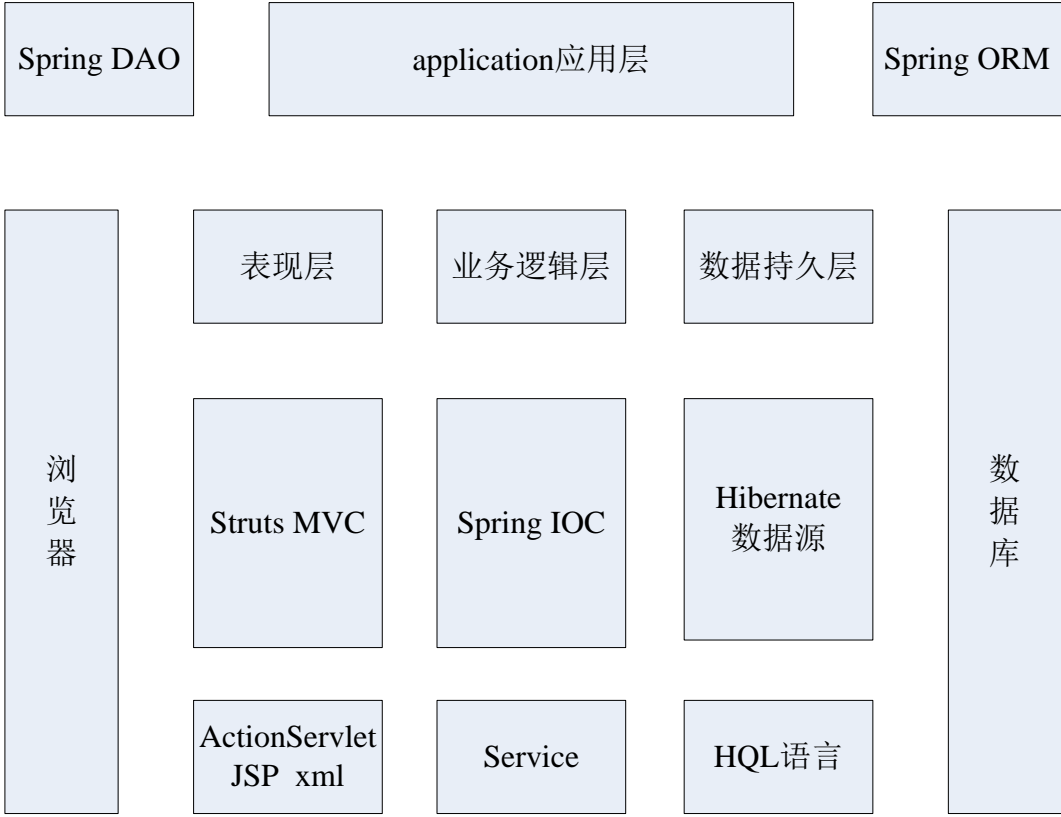 Spring DAO
application应用层
Spring ORM
表现层
业务逻辑层
数据持久层
浏
览
器
Struts MVC
Spring IOC
Hibernate
数据源
数
据
库
ActionServlet
JSP xml
Service
HQL语言